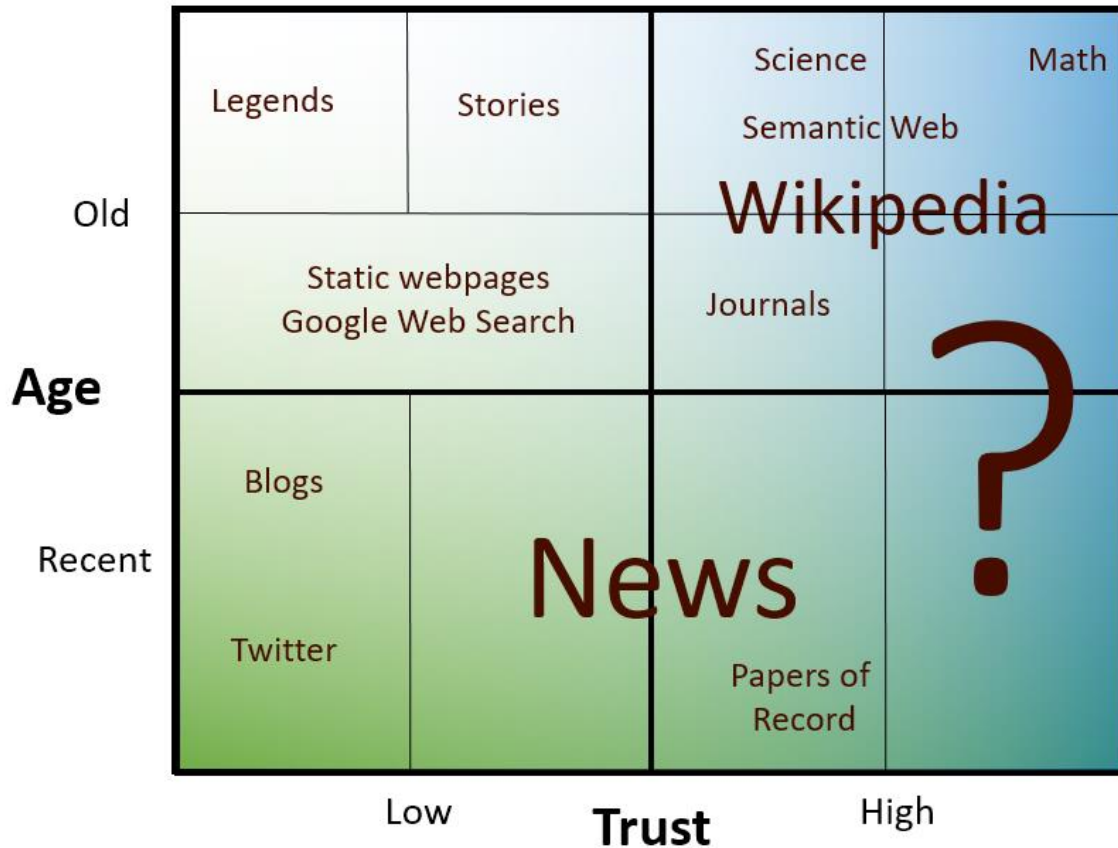 Science
Math
Legends
Stories
Semantic Web
Wikipedia
Old
Static webpages
Google Web Search
Journals
?
Age
Blogs
Recent
News
Twitter
Papers of
Record
Low
High
Trust